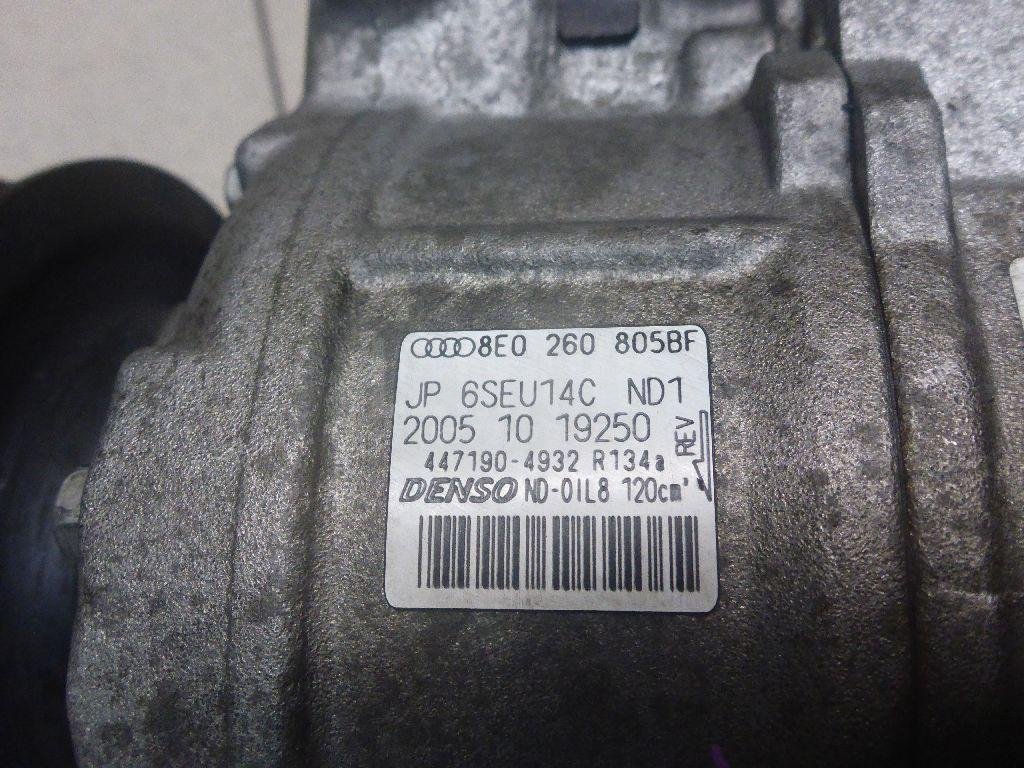 8E0 260 805BF
JP 6SEU14C ND1
2005 10 19250
REV
447190-4932 R134a
DENSO ND-OIL8 120cm³